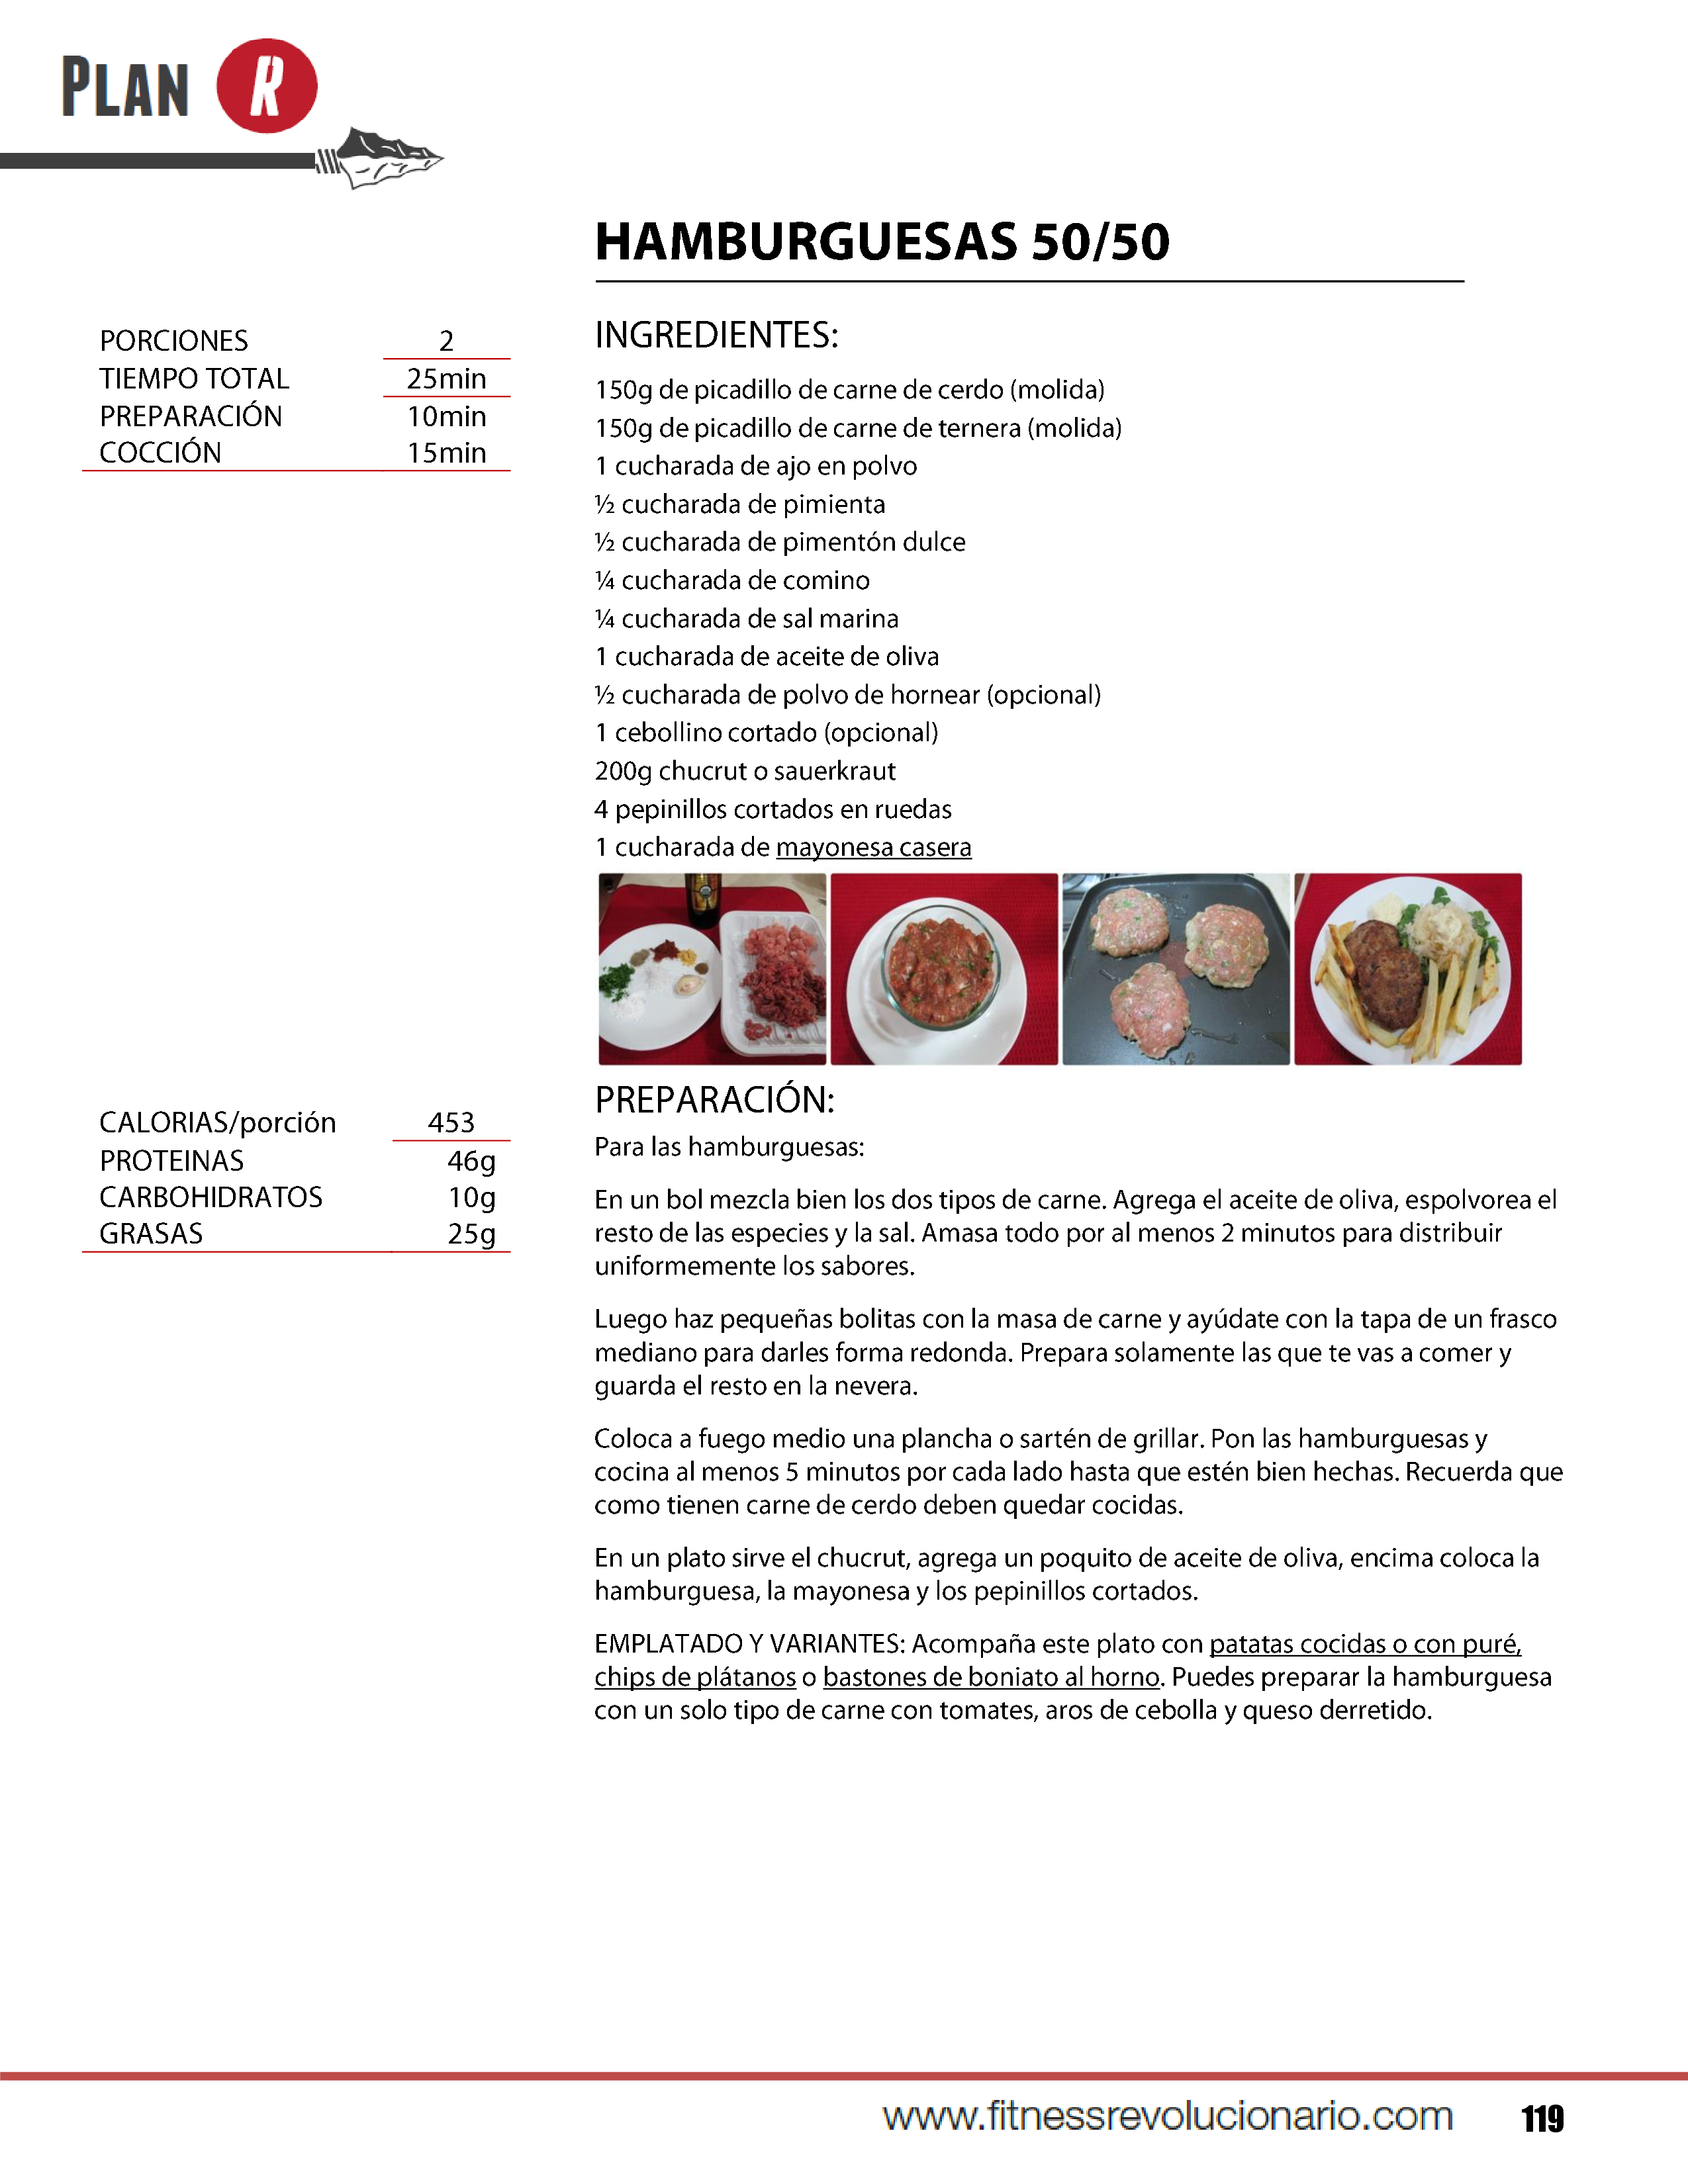 PLAN R
HAMBURGUESAS 50/50
PORCIONES 2
TIEMPO TOTAL 25min
PREPARACIÓN 10min
COCCIÓN 15min
INGREDIENTES:
150g de picadillo de carne de cerdo (molida)
150g de picadillo de carne de ternera (molida)
1 cucharada de ajo en polvo
½ cucharada de pimienta
½ cucharada de pimentón dulce
¼ cucharada de comino
¼ cucharada de sal marina
1 cucharada de aceite de oliva
½ cucharada de polvo de hornear (opcional)
1 cebollino cortado (opcional)
200g chucrut o sauerkraut
4 pepinillos cortados en ruedas
1 cucharada de mayonesa casera
CALORIAS/porción 453
PROTEINAS 46g
CARBOHIDRATOS 10g
GRASAS 25g
PREPARACIÓN:
Para las hamburguesas:
En un bol mezcla bien los dos tipos de carne. Agrega el aceite de oliva, espolvorea el
resto de las especies y la sal. Amasa todo por al menos 2 minutos para distribuir
uniformemente los sabores.
Luego haz pequeñas bolitas con la masa de carne y ayúdate con la tapa de un frasco
mediano para darles forma redonda. Prepara solamente las que te vas a comer y
guarda el resto en la nevera.
Coloca a fuego medio una plancha o sartén de grillar. Pon las hamburguesas y
cocina al menos 5 minutos por cada lado hasta que estén bien hechas. Recuerda que
como tienen carne de cerdo deben quedar cocidas.
En un plato sirve el chucrut, agrega un poquito de aceite de oliva, encima coloca la
hamburguesa, la mayonesa y los pepinillos cortados.
EMPLATADO Y VARIANTES: Acompaña este plato con patatas cocidas o con puré,
chips de plátanos o bastones de boniato al horno. Puedes preparar la hamburguesa
con un solo tipo de carne con tomates, aros de cebolla y queso derretido.
www.fitnessrevolucionario.com 119